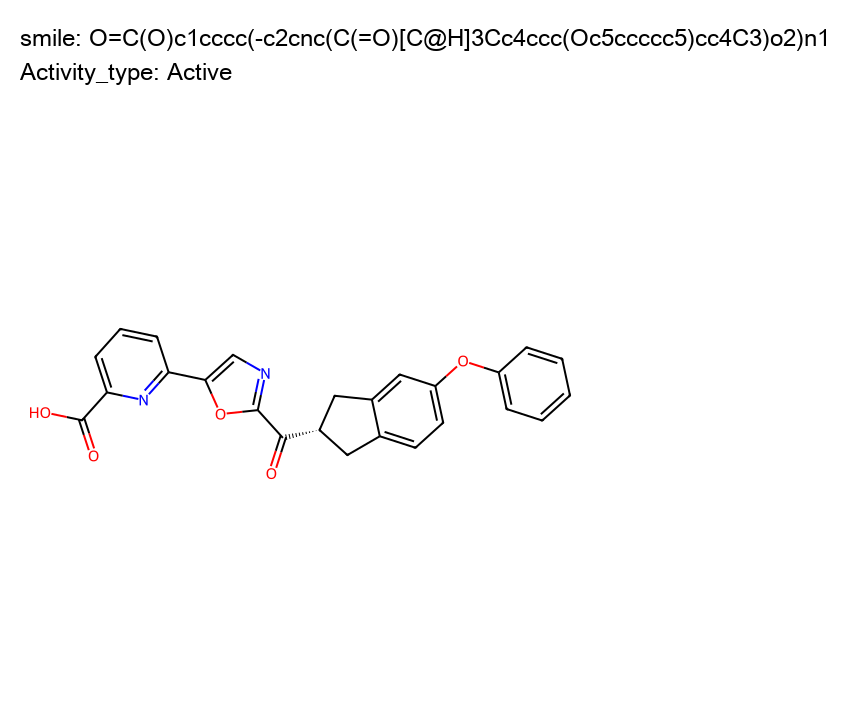 smile: O=C(O)c1cccc(-c2cnc(C(=O)[C@H]3Cc4ccc(Oc5ccccc5)cc4C3)o2)n1
Activity_type: Active
O
N
O
HO
N
O
O
O